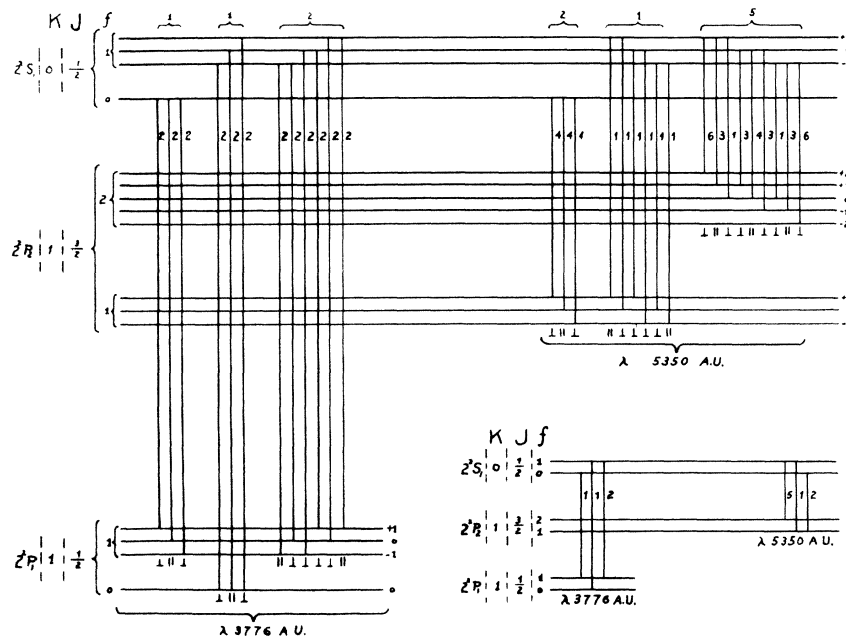 K J f 1 1 2 2 1 5
1
2²S₁ 0 1/2
0
2 2 2 2 2 2 2 2 2 2 2 2 4 4 4 1 1 1 1 1 1 6 3 1 3 4 3 1 3 6
2
⊥ ∥ ⊥ ⊥ ∥ ⊥ ⊥ ∥ ⊥
2²P₂ 1 3/2
1
⊥ ∥ ⊥ ∥ ⊥ ⊥ ⊥ ⊥ ∥
λ 5350 A.U.
K J f
2²S₁ 0 1/2 1 0
1 1 2 5 1 2
2²P₂ 1 3/2 2 1
λ 5350 A.U.
2²P₁ 1 1/2 1 0
λ 3776 A.U.
+1
1 0
-1
⊥ ∥ ⊥ ∥ ⊥ ⊥ ⊥ ⊥ ∥
2²P₁ 1 1/2
0 0
⊥ ∥ ⊥
λ 3776 A U.